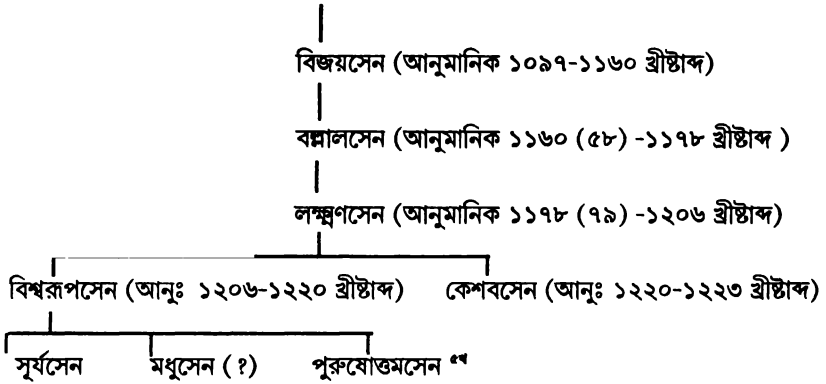 বিজয়সেন (আনুমানিক ১০৯৭-১১৬০ খ্রীষ্টাব্দ)
বল্লালসেন (আনুমানিক ১১৬০ (৫৮) -১১৭৮ খ্রীষ্টাব্দ )
লক্ষ্মণসেন (আনুমানিক ১১৭৮ (৭৯) -১২০৬ খ্রীষ্টাব্দ)
বিশ্বরূপসেন (আনুঃ ১২০৬-১২২০ খ্রীষ্টাব্দ) কেশবসেন (আনুঃ ১২২০-১২২৩ খ্রীষ্টাব্দ)
সূর্যসেন মধুসেন (?) পুরুষোত্তমসেন